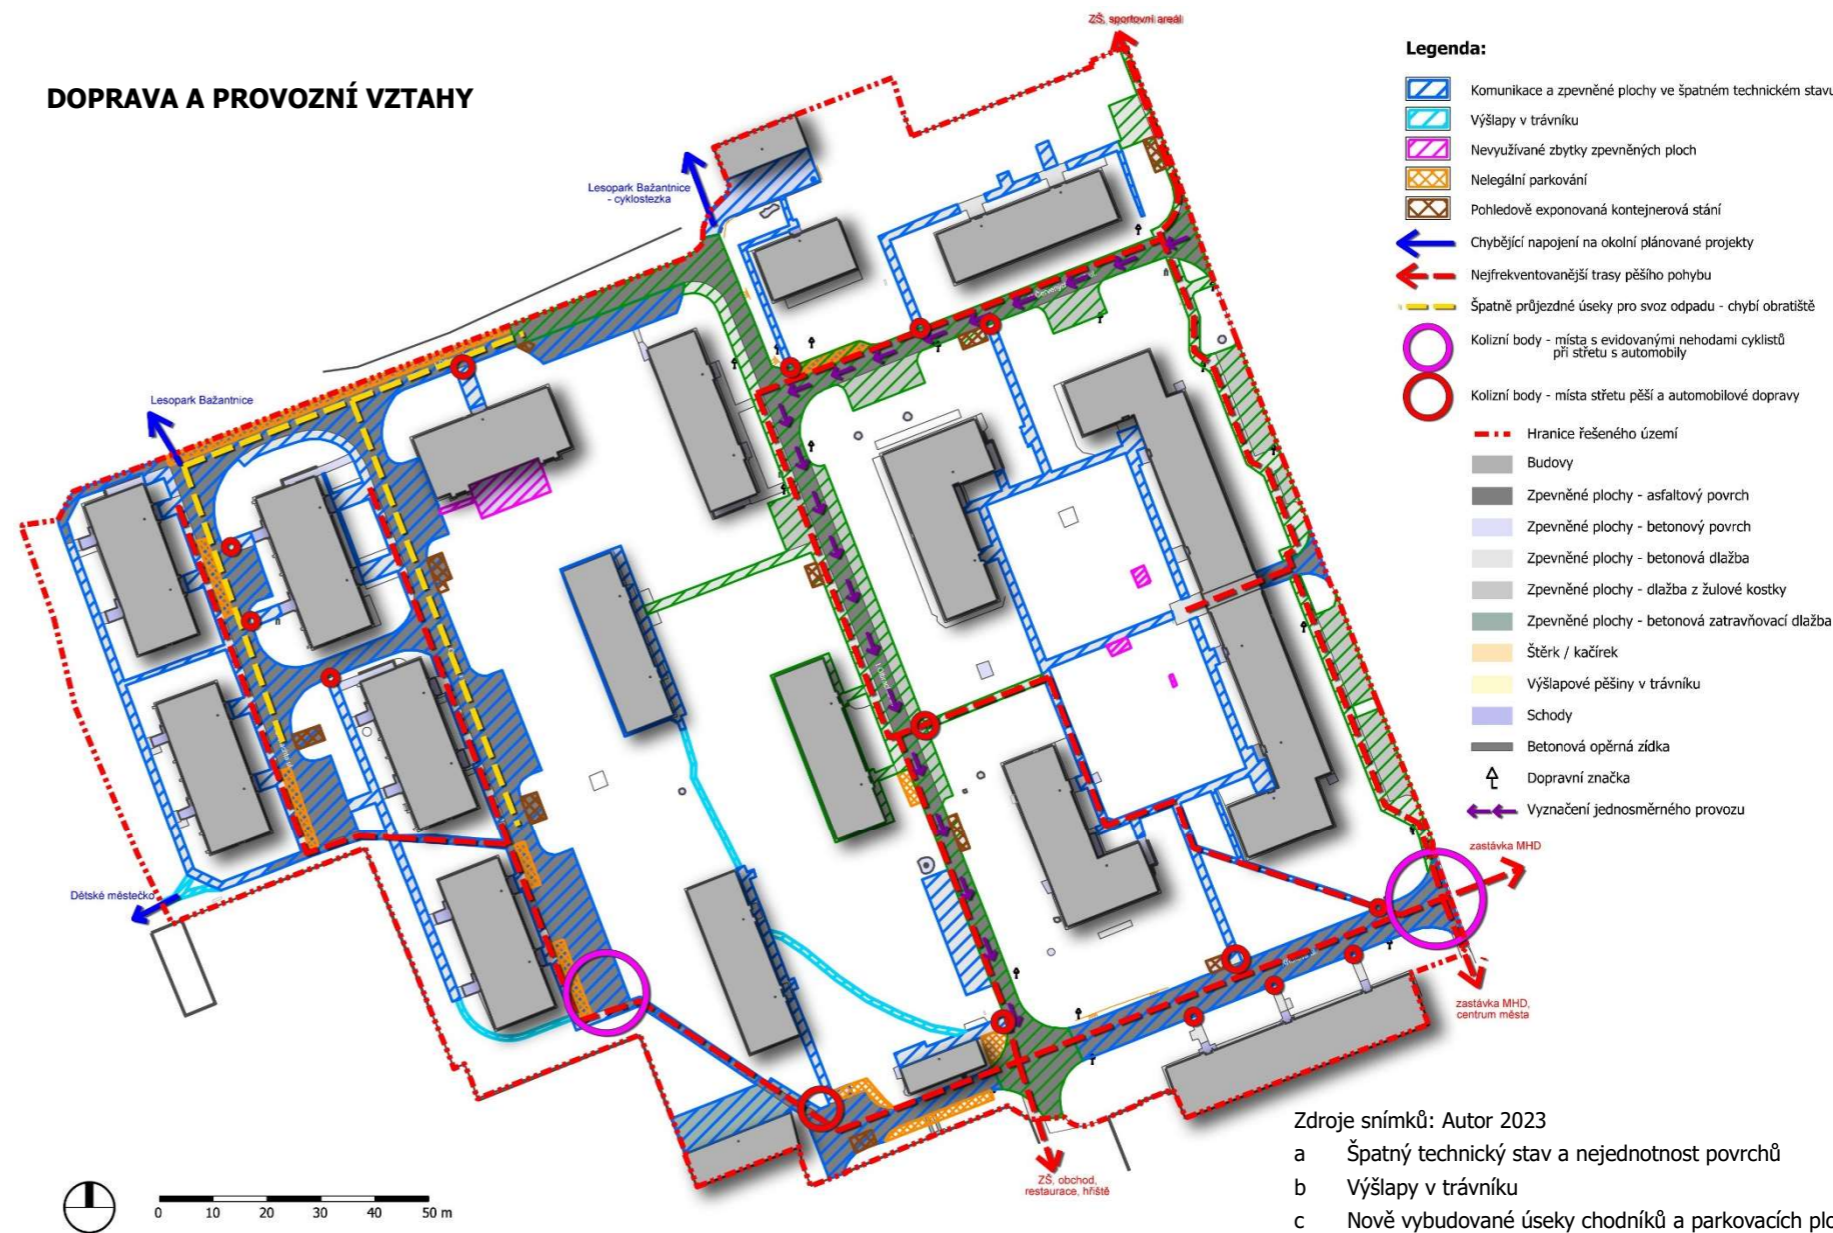 DOPRAVA A PROVOZNÍ VZTAHY
ZŠ, sportovní areál
Lesopark Bažantnice
- cyklostezka
Lesopark Bažantnice
Dětské městečko
zastávka MHD
zastávka MHD,
centrum města
ZŠ, obchod,
restaurace, hřiště
0 10 20 30 40 50 m
Legenda:
Komunikace a zpevněné plochy ve špatném technickém stavu
Výšlapy v trávníku
Nevyužívané zbytky zpevněných ploch
Nelegální parkování
Pohledově exponovaná kontejnerová stání
Chybějící napojení na okolní plánované projekty
Nejfrekventovanější trasy pěšího pohybu
Špatně průjezdné úseky pro svoz odpadu - chybí obratiště
Kolizní body - místa s evidovanými nehodami cyklistů
při střetu s automobily
Kolizní body - místa střetu pěší a automobilové dopravy
Hranice řešeného území
Budovy
Zpevněné plochy - asfaltový povrch
Zpevněné plochy - betonový povrch
Zpevněné plochy - betonová dlažba
Zpevněné plochy - dlažba z žulové kostky
Zpevněné plochy - betonová zatravňovací dlažba
Štěrk / kačírek
Výšlapové pěšiny v trávníku
Schody
Betonová opěrná zídka
Dopravní značka
Vyznačení jednosměrného provozu
Zdroje snímků: Autor 2023
a Špatný technický stav a nejednotnost povrchů
b Výšlapy v trávníku
c Nově vybudované úseky chodníků a parkovacích plo